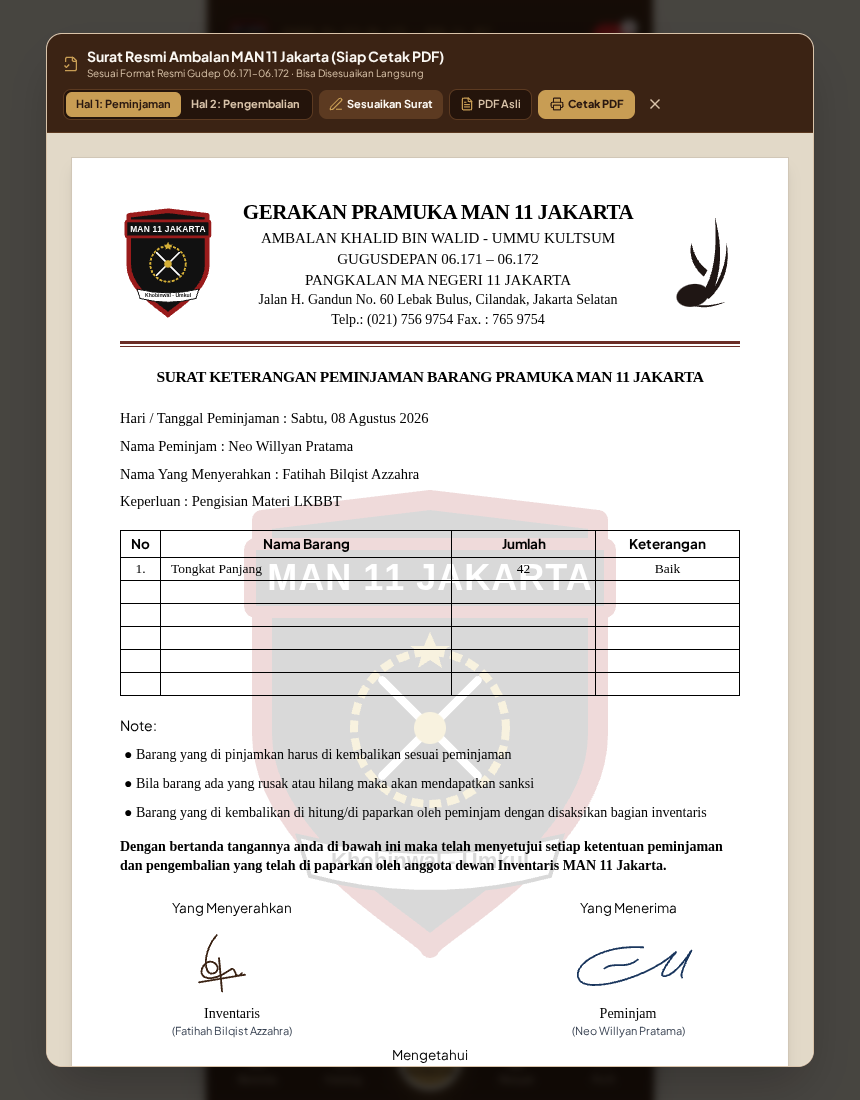 Surat Resmi Ambalan MAN 11 Jakarta (Siap Cetak PDF)
Sesuai Format Resmi Gudep 06.171–06.172 · Bisa Disesuaikan Langsung
Hal 1: Peminjaman
Hal 2: Pengembalian
Sesuaikan Surat
PDF Asli
Cetak PDF
MAN 11 JAKARTA
Khobinwal - Umkul
GERAKAN PRAMUKA MAN 11 JAKARTA
AMBALAN KHALID BIN WALID - UMMU KULTSUM
GUGUSDEPAN 06.171 – 06.172
PANGKALAN MA NEGERI 11 JAKARTA
Jalan H. Gandun No. 60 Lebak Bulus, Cilandak, Jakarta Selatan
Telp.: (021) 756 9754 Fax. : 765 9754
SURAT KETERANGAN PEMINJAMAN BARANG PRAMUKA MAN 11 JAKARTA
Hari / Tanggal Peminjaman : Sabtu, 08 Agustus 2026
Nama Peminjam : Neo Willyan Pratama
Nama Yang Menyerahkan : Fatihah Bilqist Azzahra
Keperluan : Pengisian Materi LKBBT
No Nama Barang Jumlah Keterangan
1. Tongkat Panjang 42 Baik
MAN 11 JAKARTA
Note:
● Barang yang di pinjamkan harus di kembalikan sesuai peminjaman
● Bila barang ada yang rusak atau hilang maka akan mendapatkan sanksi
● Barang yang di kembalikan di hitung/di paparkan oleh peminjam dengan disaksikan bagian inventaris
Dengan bertanda tangannya anda di bawah ini maka telah menyetujui setiap ketentuan peminjaman
dan pengembalian yang telah di paparkan oleh anggota dewan Inventaris MAN 11 Jakarta.
Khobinwal - Umkul
Yang Menyerahkan
Yang Menerima
Inventaris
Peminjam
(Fatihah Bilqist Azzahra)
(Neo Willyan Pratama)
Mengetahui